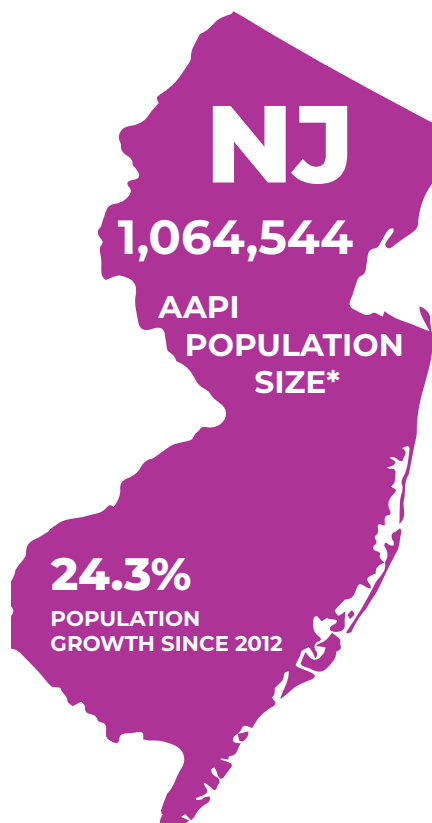 NJ
1,064,544
AAPI
POPULATION
SIZE*
24.3%
POPULATION
GROWTH SINCE 2012